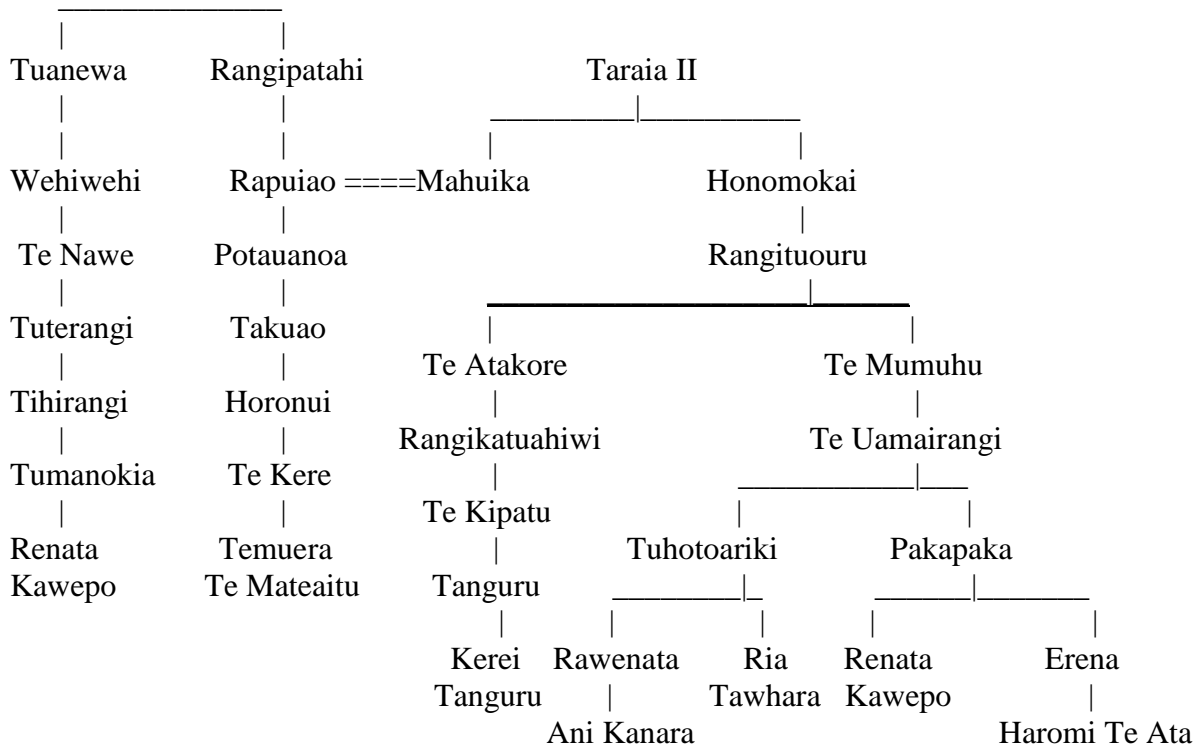 Tuanewa Rangipatahi Taraia II
Wehiwehi Rapuiao ====Mahuika Honomokai
Te Nawe Potauanoa Rangituouru
Tuterangi Takuao
Te Atakore Te Mumuhu
Tihirangi Horonui
Rangikatuahiwi Te Uamairangi
Tumanokia Te Kere
Te Kipatu
Renata Temuera Tuhotoariki Pakapaka
Kawepo Te Mateaitu Tanguru
Kerei Rawenata Ria Renata Erena
Tanguru Tawhara Kawepo
Ani Kanara Haromi Te Ata